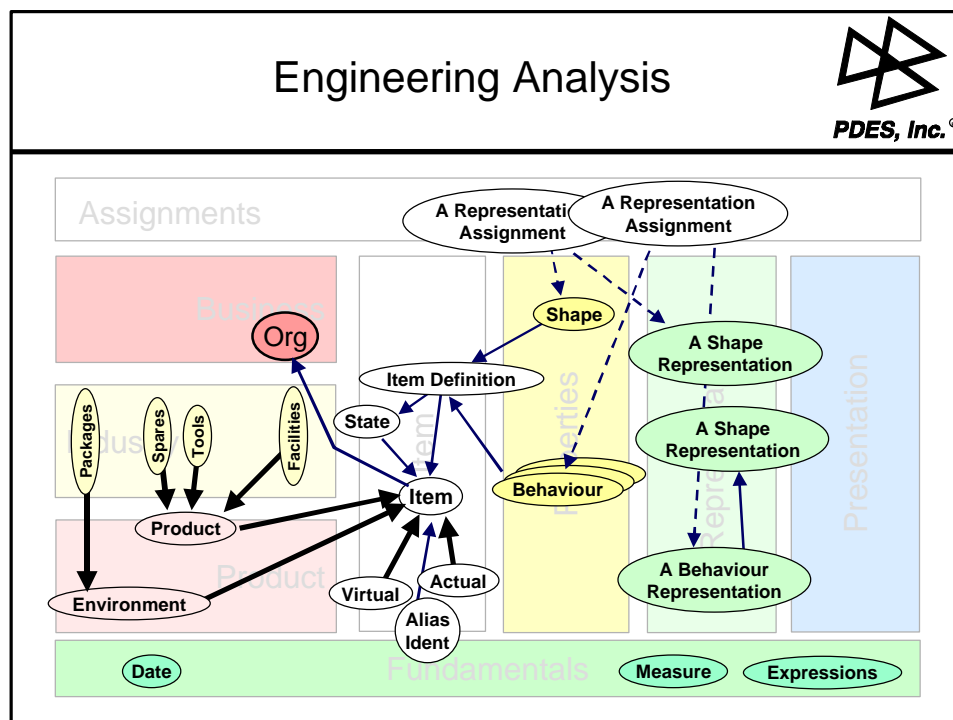 Engineering Analysis
PDES, Inc.®
Assignments
A Representati
Assignment
A Representation
Assignment
Business
Org
Shape
A Shape
Representation
Item Definition
State
Item
Properties
Representa
Presentation
Industry
Packages
Spares
Tools
Facilities
A Shape
Representation
Item
Behaviour
Product
Product
Environment
Virtual
Actual
Alias
Ident
A Behaviour
Representation
Fundamentals
Date
Measure
Expressions